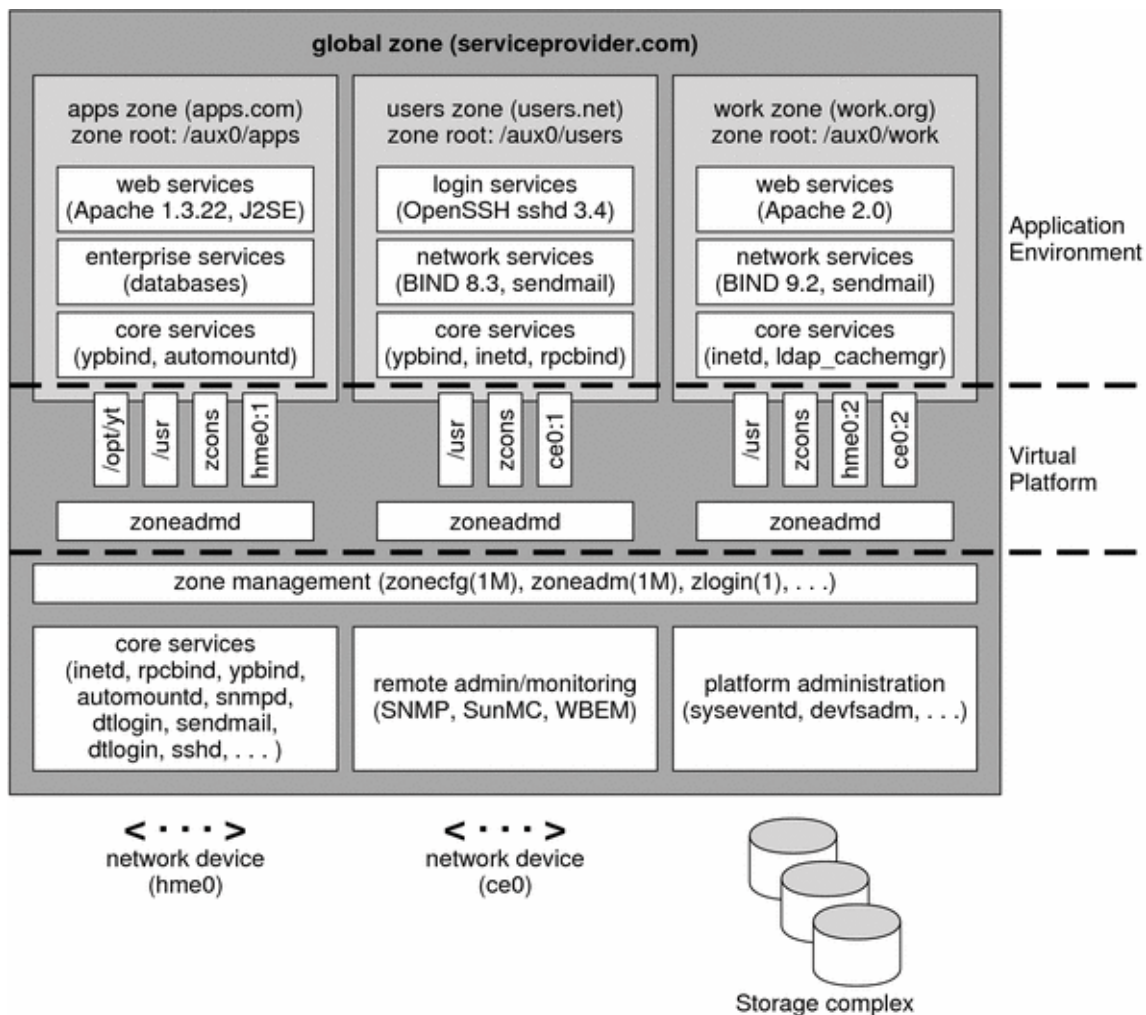 global zone (serviceprovider.com)
apps zone (apps.com)
zone root: /aux0/apps
web services
(Apache 1.3.22, J2SE)
enterprise services
(databases)
core services
(ypbind, automountd)
users zone (users.net)
zone root: /aux0/users
login services
(OpenSSH sshd 3.4)
network services
(BIND 8.3, sendmail)
core services
(ypbind, inetd, rpcbind)
work zone (work.org)
zone root: /aux0/work
web services
(Apache 2.0)
network services
(BIND 9.2, sendmail)
core services
(inetd, ldap_cachemgr)
Application
Environment
/opt/yt
/usr
zcons
hme0:1
/usr
zcons
ce0:1
/usr
zcons
hme0:2
ce0:2
Virtual
Platform
zoneadmd
zoneadmd
zoneadmd
zone management (zonecfg(1M), zoneadm(1M), zlogin(1), . . .)
core services
(inetd, rpcbind, ypbind,
automountd, snmpd,
dtlogin, sendmail,
dtlogin, sshd, . . . )
remote admin/monitoring
(SNMP, SunMC, WBEM)
platform administration
(syseventd, devfsadm, . . .)
network device
(hme0)
network device
(ce0)
Storage complex